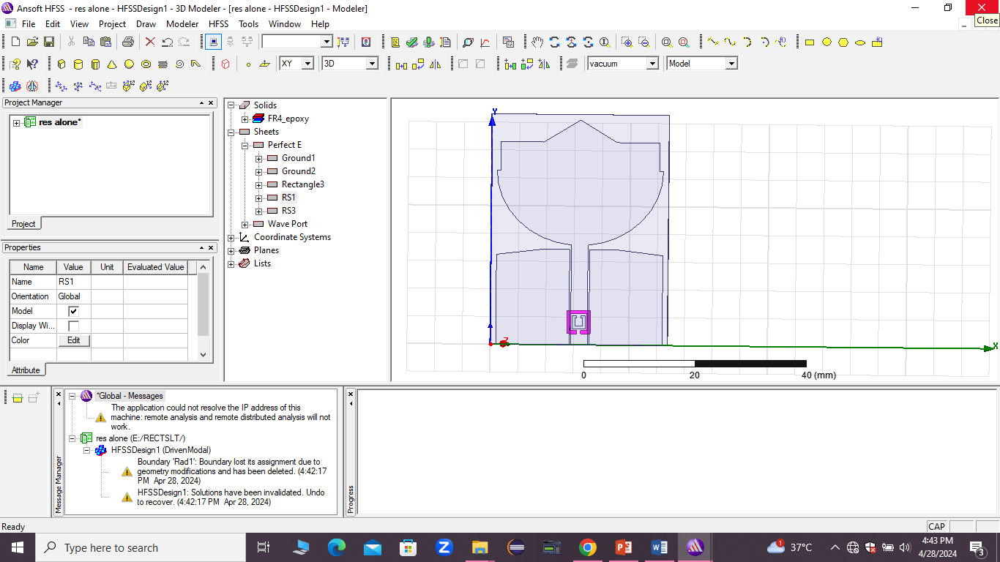 Ansoft HFSS - res alone - HFSSDesign1 - 3D Modeler - [res alone - HFSSDesign1 - Modeler]
Close
File Edit View Project Draw Modeler HFSS Tools Window Help
XY 3D vacuum Model
Project Manager
res alone*
Project
Properties
Name Value Unit Evaluated Value
Name RS1
Orientation Global
Model
Display Wi...
Color Edit
Attribute
Solids
FR4_epoxy
Sheets
Perfect E
Ground1
Ground2
Rectangle3
RS1
RS3
Wave Port
Coordinate Systems
Planes
Lists
Y
Z
X
0 20 40 (mm)
Message Manager
*Global - Messages
The application could not resolve the IP address of this
machine: remote analysis and remote distributed analysis will not
work.
res alone (E:/RECTSLT/)
HFSSDesign1 (DrivenModal)
Boundary 'Rad1': Boundary lost its assignment due to
geometry modifications and has been deleted. (4:42:17
PM Apr 28, 2024)
HFSSDesign1: Solutions have been invalidated. Undo
to recover. (4:42:17 PM Apr 28, 2024)
Progress
Ready
CAP
Type here to search
1
37°C
4:43 PM
4/28/2024
3